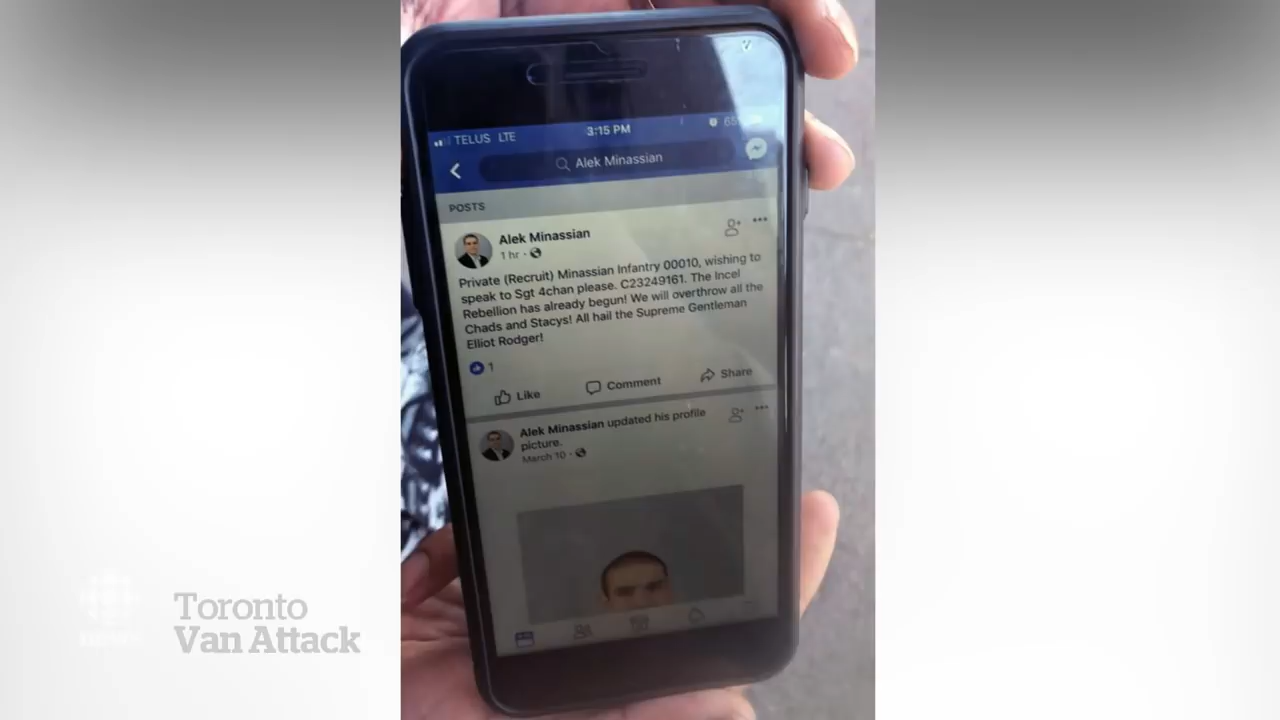 TELUS LTE
3:15 PM
Alek Minassian
POSTS
Alek Minassian
1 hr
Private (Recruit) Minassian Infantry 00010, wishing to
speak to Sgt 4chan please. C23249161. The Incel
Rebellion has already begun! We will overthrow all the
Chads and Stacys! All hail the Supreme Gentleman
Elliot Rodger!
1
Like
Comment
Share
Alek Minassian updated his profile
picture.
March 10
Toronto
Van Attack